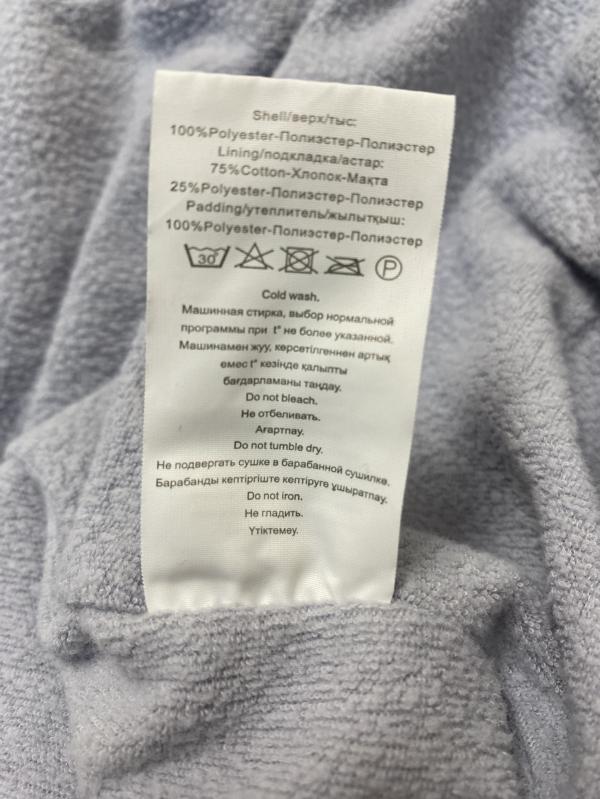 Shell/верх/тыс:
100%Polyester-Полиэстер-Полиэстер
Lining/подкладка/астар:
75%Cotton-Хлопок-Мақта
25%Polyester-Полиэстер-Полиэстер
Padding/утеплитель/жылытқыш:
100%Polyester-Полиэстер-Полиэстер
30° P
Cold wash.
Машинная стирка, выбор нормальной
программы при t° не более указанной.
Машинамен жуу, көрсетілгеннен артық
емес t° кезінде қалыпты
бағдарламаны таңдау.
Do not bleach.
Не отбеливать.
Ағартпау.
Do not tumble dry.
Не подвергать сушке в барабанной сушилке.
Барабанды кептіргіште кептіруге ұшыратпау.
Do not iron.
Не гладить.
Үтіктемеу.